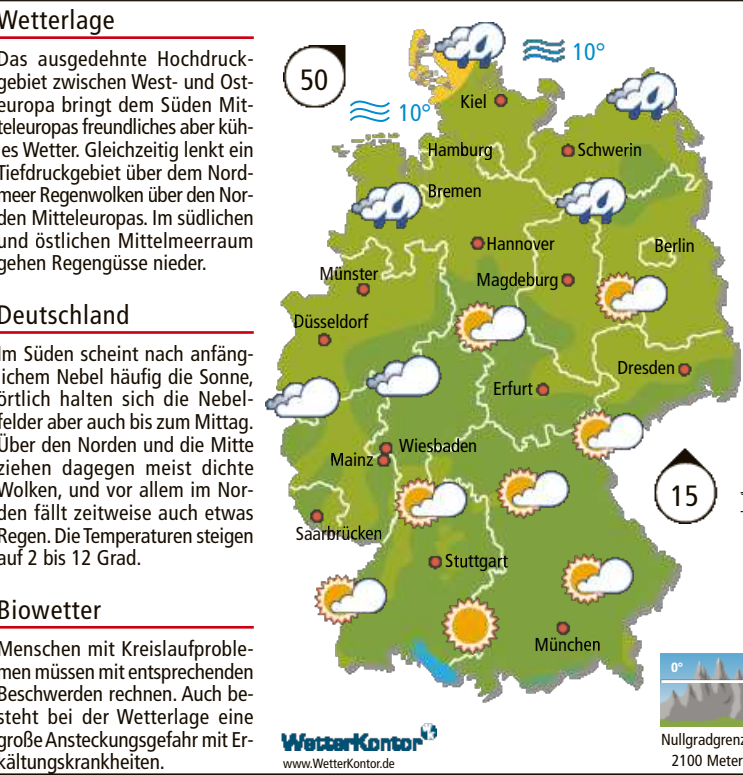 Wetterlage
Das ausgedehnte Hochdruck-
gebiet zwischen West- und Ost-
europa bringt dem Süden Mit-
teleuropas freundliches aber küh-
les Wetter. Gleichzeitig lenkt ein
Tiefdruckgebiet über dem Nord-
meer Regenwolken über den Nor-
den Mitteleuropas. Im südlichen
und östlichen Mittelmeerraum
gehen Regengüsse nieder.
Deutschland
Im Süden scheint nach anfäng-
lichem Nebel häufig die Sonne,
örtlich halten sich die Nebel-
felder aber auch bis zum Mittag.
Über den Norden und die Mitte
ziehen dagegen meist dichte
Wolken, und vor allem im Nor-
den fällt zeitweise auch etwas
Regen. Die Temperaturen steigen
auf 2 bis 12 Grad.
Biowetter
Menschen mit Kreislaufproble-
men müssen mit entsprechenden
Beschwerden rechnen. Auch be-
steht bei der Wetterlage eine
große Ansteckungsgefahr mit Er-
kältungskrankheiten.
50
10°
10°
Kiel
Hamburg
Schwerin
Bremen
Hannover
Berlin
Münster
Magdeburg
Düsseldorf
Dresden
Erfurt
Wiesbaden
Mainz
15
Saarbrücken
Stuttgart
München
0°
Nullgradgrenz
2100 Meter
WetterKontor
www.WetterKontor.de